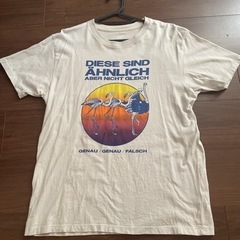 DIESE SIND
ÄHNLICH
ABER NICHT GLEICH
GENAU / GENAU / FALSCH